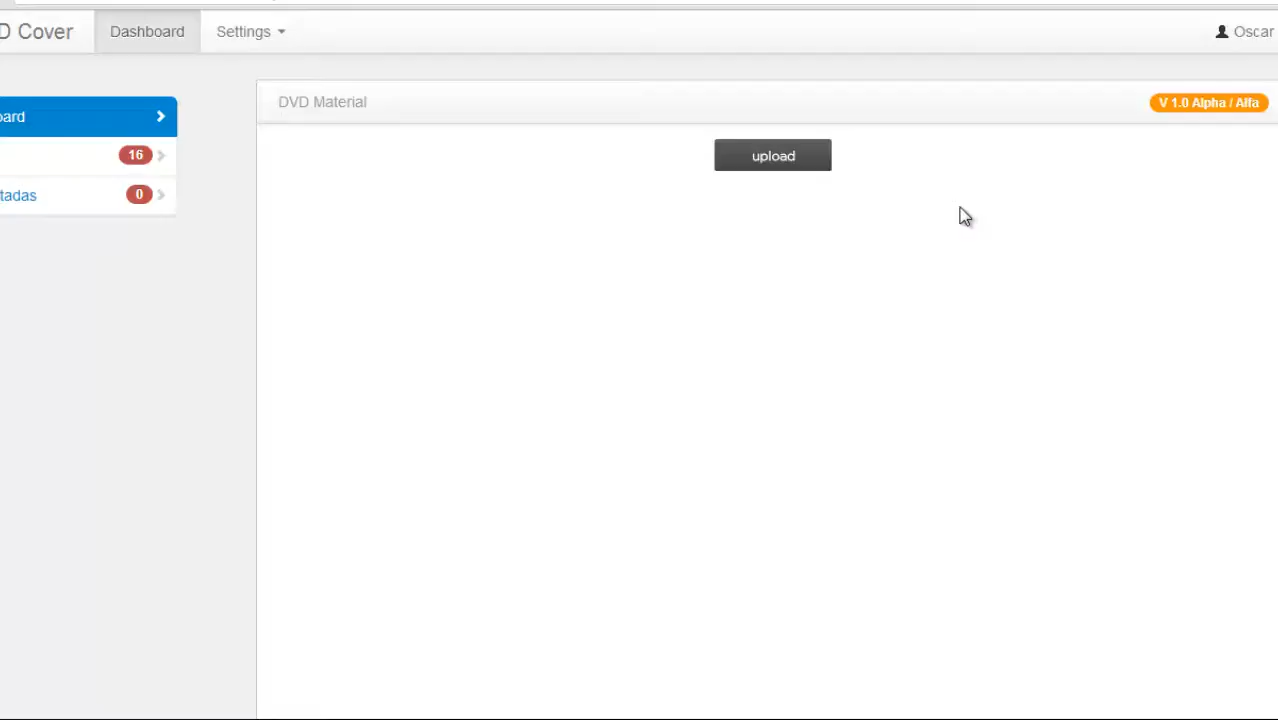 D Cover Dashboard Settings Oscar
DVD Material V 1.0 Alpha / Alfa
oard
upload
16
tadas 0